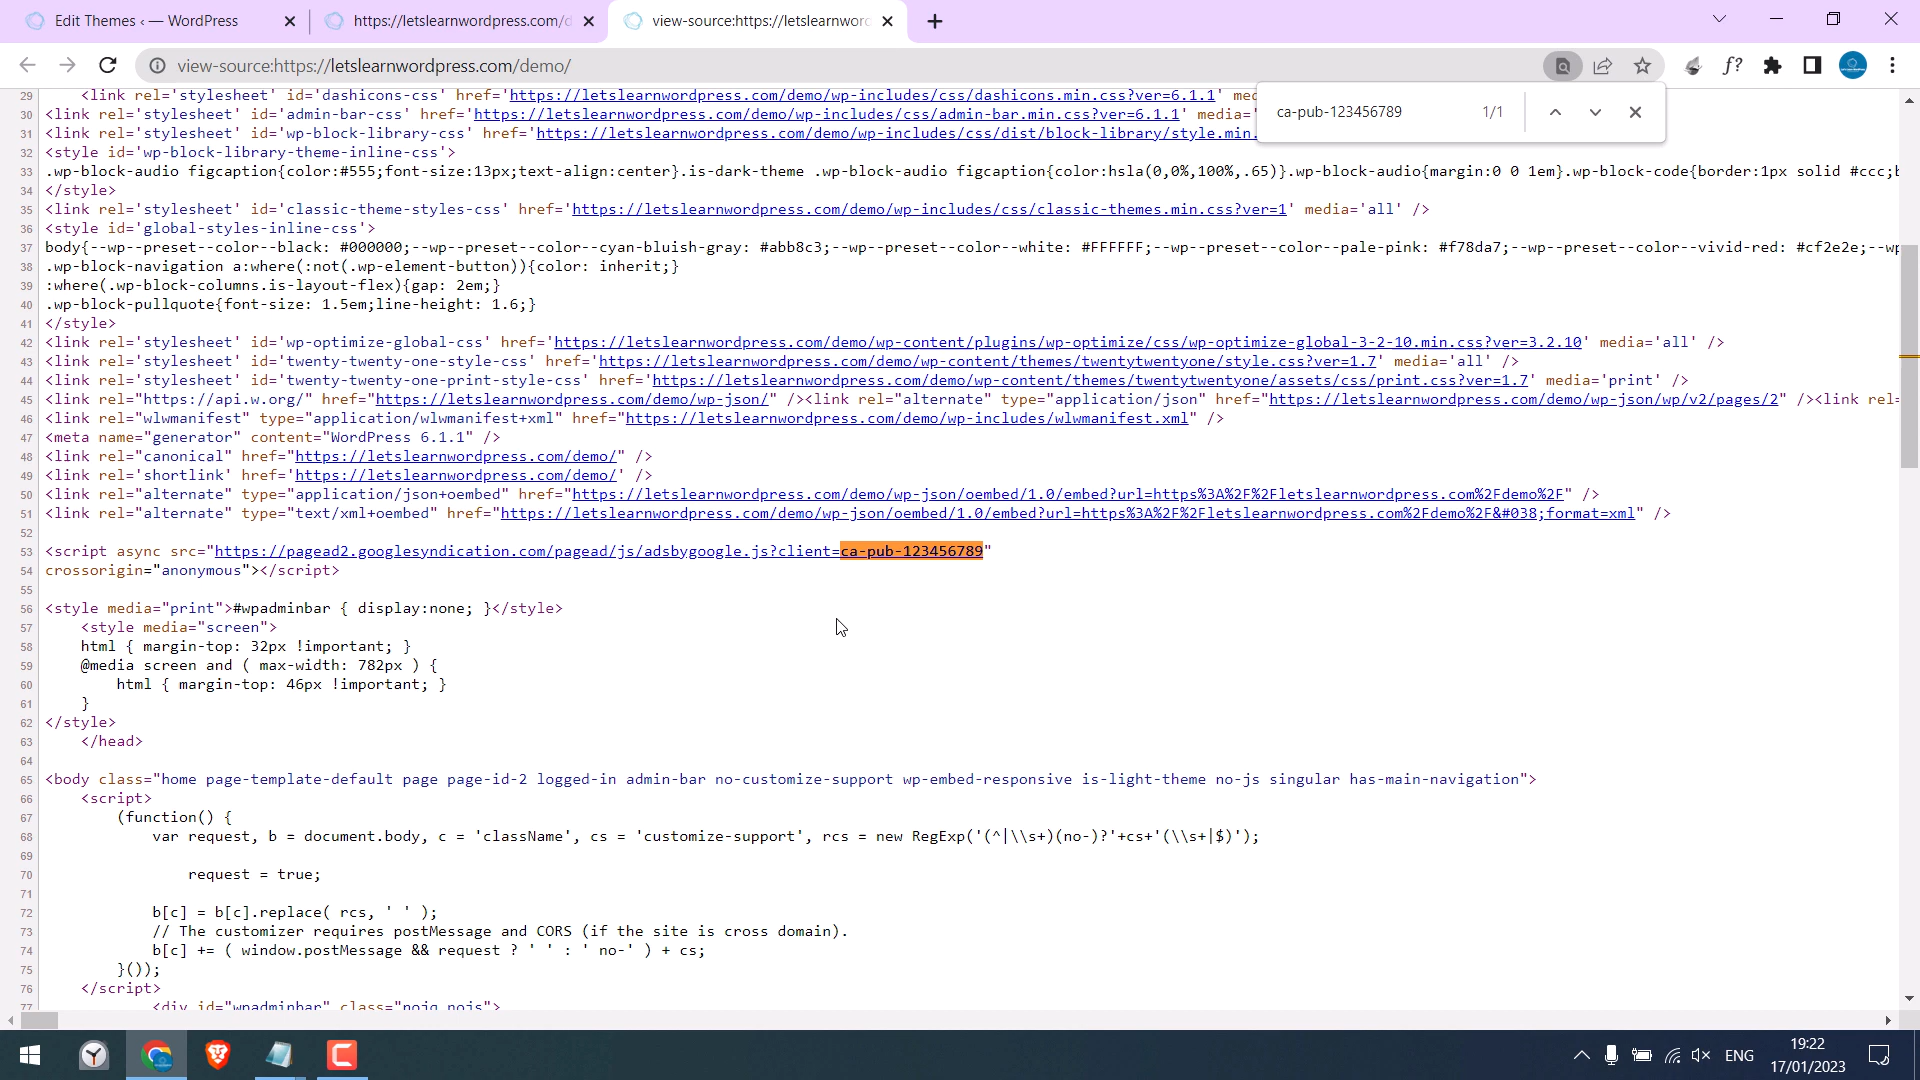 Edit Themes ‹ — WordPress
https://letslearnwordpress.com/d
view-source:https://letslearnword
view-source:https://letslearnwordpress.com/demo/
ca-pub-123456789 1/1
29 <link rel='stylesheet' id='dashicons-css' href='https://letslearnwordpress.com/demo/wp-includes/css/dashicons.min.css?ver=6.1.1' med
30 <link rel='stylesheet' id='admin-bar-css' href='https://letslearnwordpress.com/demo/wp-includes/css/admin-bar.min.css?ver=6.1.1' media='
31 <link rel='stylesheet' id='wp-block-library-css' href='https://letslearnwordpress.com/demo/wp-includes/css/dist/block-library/style.min.
32 <style id='wp-block-library-theme-inline-css'>
33 .wp-block-audio figcaption{color:#555;font-size:13px;text-align:center}.is-dark-theme .wp-block-audio figcaption{color:hsla(0,0%,100%,.65)}.wp-block-audio{margin:0 0 1em}.wp-block-code{border:1px solid #ccc;
34 </style>
35 <link rel='stylesheet' id='classic-theme-styles-css' href='https://letslearnwordpress.com/demo/wp-includes/css/classic-themes.min.css?ver=1' media='all' />
36 <style id='global-styles-inline-css'>
37 body{--wp--preset--color--black: #000000;--wp--preset--color--cyan-bluish-gray: #abb8c3;--wp--preset--color--white: #FFFFFF;--wp--preset--color--pale-pink: #f78da7;--wp--preset--color--vivid-red: #cf2e2e;--wp
38 .wp-block-navigation a:where(:not(.wp-element-button)){color: inherit;}
39 :where(.wp-block-columns.is-layout-flex){gap: 2em;}
40 .wp-block-pullquote{font-size: 1.5em;line-height: 1.6;}
41 </style>
42 <link rel='stylesheet' id='wp-optimize-global-css' href='https://letslearnwordpress.com/demo/wp-content/plugins/wp-optimize/css/wp-optimize-global-3-2-10.min.css?ver=3.2.10' media='all' />
43 <link rel='stylesheet' id='twenty-twenty-one-style-css' href='https://letslearnwordpress.com/demo/wp-content/themes/twentytwentyone/style.css?ver=1.7' media='all' />
44 <link rel='stylesheet' id='twenty-twenty-one-print-style-css' href='https://letslearnwordpress.com/demo/wp-content/themes/twentytwentyone/assets/css/print.css?ver=1.7' media='print' />
45 <link rel="https://api.w.org/" href="https://letslearnwordpress.com/demo/wp-json/" /><link rel="alternate" type="application/json" href="https://letslearnwordpress.com/demo/wp-json/wp/v2/pages/2" /><link rel=
46 <link rel="wlwmanifest" type="application/wlwmanifest+xml" href="https://letslearnwordpress.com/demo/wp-includes/wlwmanifest.xml" />
47 <meta name="generator" content="WordPress 6.1.1" />
48 <link rel="canonical" href="https://letslearnwordpress.com/demo/" />
49 <link rel='shortlink' href='https://letslearnwordpress.com/demo/' />
50 <link rel="alternate" type="application/json+oembed" href="https://letslearnwordpress.com/demo/wp-json/oembed/1.0/embed?url=https%3A%2F%2Fletslearnwordpress.com%2Fdemo%2F" />
51 <link rel="alternate" type="text/xml+oembed" href="https://letslearnwordpress.com/demo/wp-json/oembed/1.0/embed?url=https%3A%2F%2Fletslearnwordpress.com%2Fdemo%2F&#038;format=xml" />
52
53 <script async src="https://pagead2.googlesyndication.com/pagead/js/adsbygoogle.js?client=ca-pub-123456789"
54 crossorigin="anonymous"></script>
55
56 <style media="print">#wpadminbar { display:none; }</style>
57 <style media="screen">
58 html { margin-top: 32px !important; }
59 @media screen and ( max-width: 782px ) {
60 html { margin-top: 46px !important; }
61 }
62 </style>
63 </head>
64
65 <body class="home page-template-default page page-id-2 logged-in admin-bar no-customize-support wp-embed-responsive is-light-theme no-js singular has-main-navigation">
66 <script>
67 (function() {
68 var request, b = document.body, c = 'className', cs = 'customize-support', rcs = new RegExp('(^|\\s+)(no-)?'+cs+'(\\s+|$)');
69
70 request = true;
71
72 b[c] = b[c].replace( rcs, ' ' );
73 // The customizer requires postMessage and CORS (if the site is cross domain).
74 b[c] += ( window.postMessage && request ? ' ' : ' no-' ) + cs;
75 }());
76 </script>
77 <div id="wpadminbar" class="nojq nojs">
ENG
19:22
17/01/2023